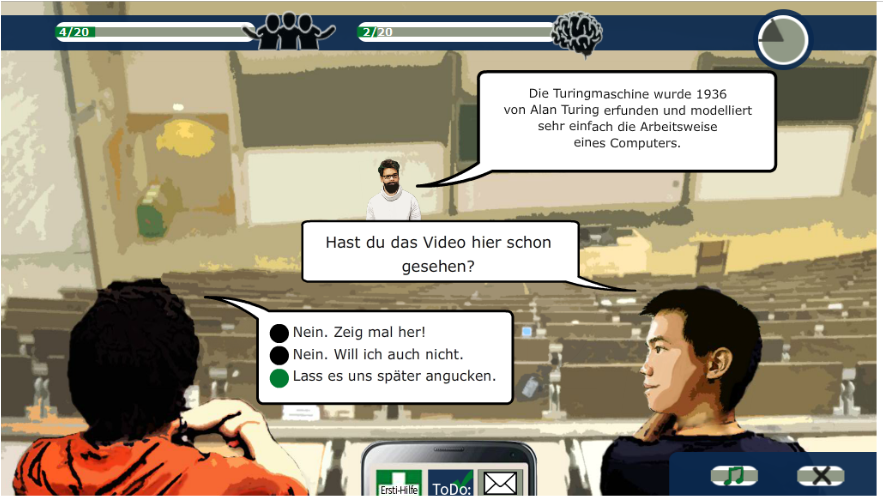 4/20
2/20
Die Turingmaschine wurde 1936
von Alan Turing erfunden und modelliert
sehr einfach die Arbeitsweise
eines Computers.
Hast du das Video hier schon
gesehen?
Nein. Zeig mal her!
Nein. Will ich auch nicht.
Lass es uns später angucken.
Ersti-Hilfe
ToDo: